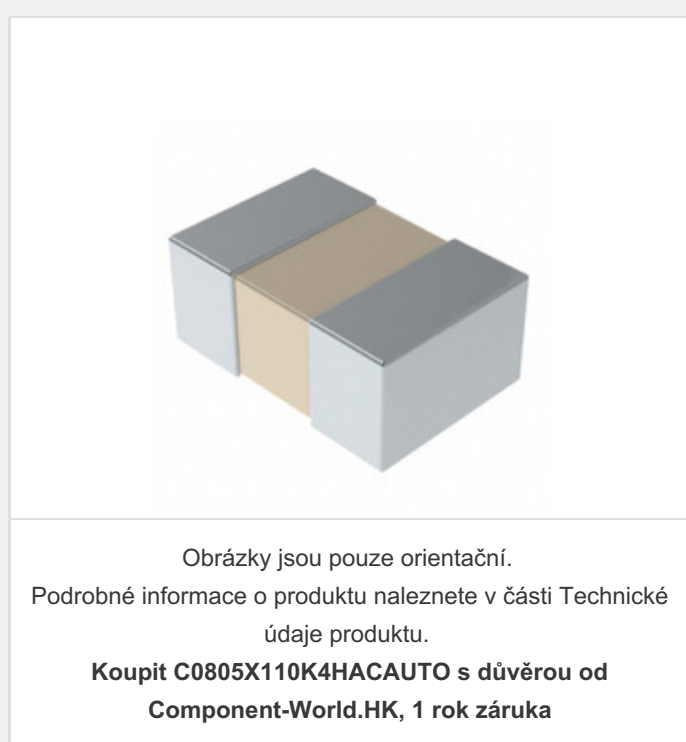 Obrázky jsou pouze orientační.
Podrobné informace o produktu naleznete v části Technické
údaje produktu.
Koupit C0805X110K4HACAUTO s důvěrou od
Component-World.HK, 1 rok záruka